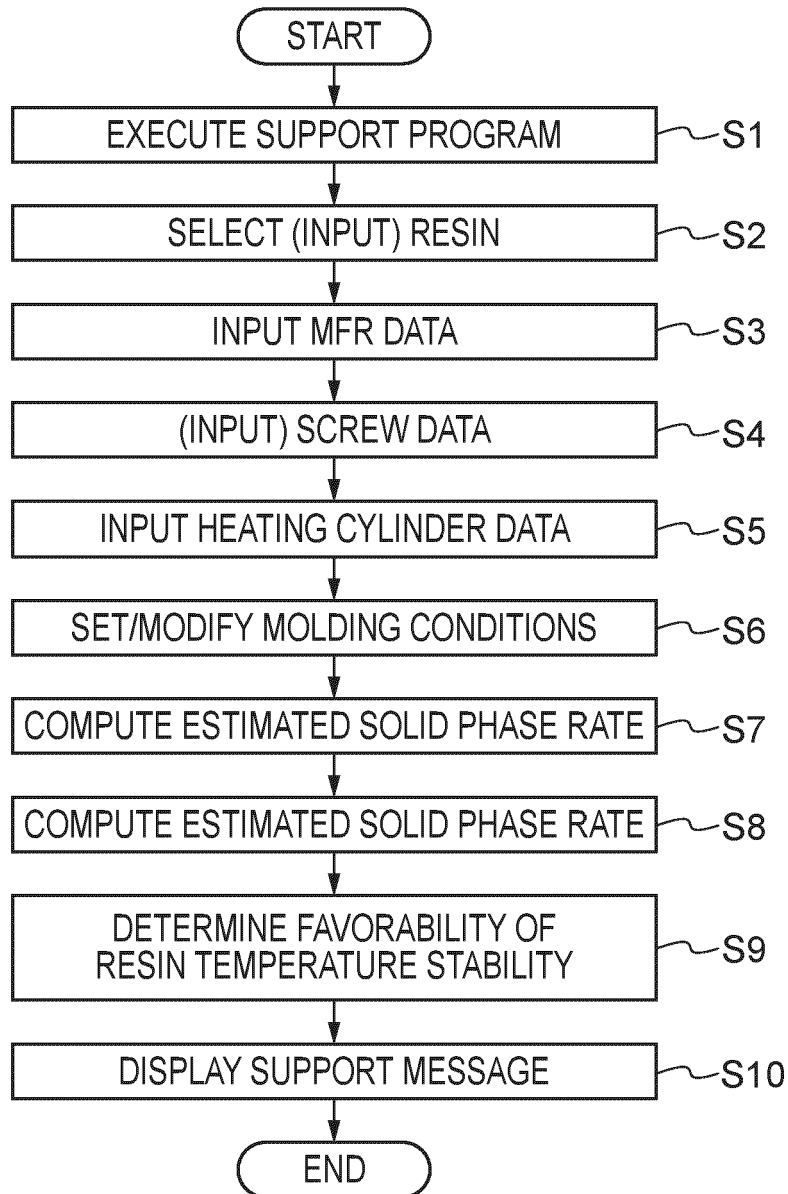 START
EXECUTE SUPPORT PROGRAM
S1
SELECT (INPUT) RESIN
S2
INPUT MFR DATA
S3
(INPUT) SCREW DATA
S4
INPUT HEATING CYLINDER DATA
S5
SET/MODIFY MOLDING CONDITIONS
S6
COMPUTE ESTIMATED SOLID PHASE RATE
S7
COMPUTE ESTIMATED SOLID PHASE RATE
S8
DETERMINE FAVORABILITY OF
RESIN TEMPERATURE STABILITY
S9
DISPLAY SUPPORT MESSAGE
S10
END